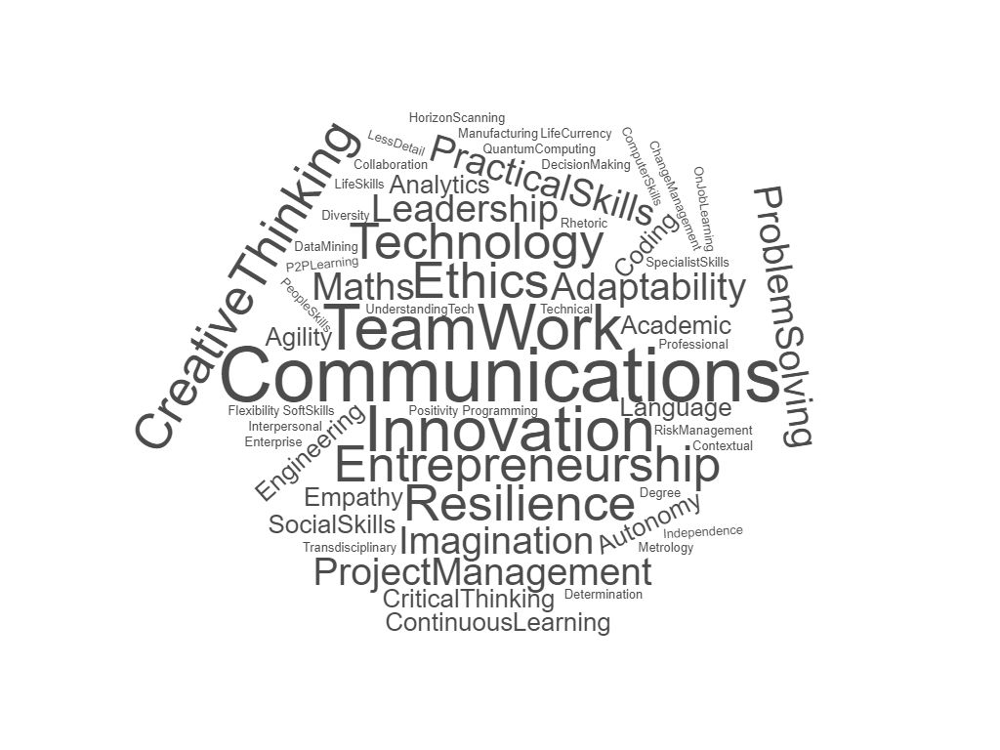 HorizonScanning
Manufacturing LifeCurrency
LessDetail
QuantumComputing
Collaboration
DecisionMaking
PracticalSkills
ComputerSkills
ChangeManagement
OnJobLearning
CreativeThinking
LifeSkills
Analytics
Diversity
Leadership
Rhetoric
Coding
ProblemSolving
DataMining
Technology
P2PLearning
SpecialistSkills
PeopleSkills
Maths
Ethics
Adaptability
UnderstandingTech
Technical
Agility
TeamWork
Academic
Professional
Communications
Flexibility SoftSkills
Positivity Programming
Language
Interpersonal
Enterprise
Engineering
Innovation
RiskManagement
Contextual
Entrepreneurship
Empathy
Resilience
Degree
Autonomy
SocialSkills
Independence
Transdisciplinary
Imagination
Metrology
ProjectManagement
CriticalThinking
Determination
ContinuousLearning